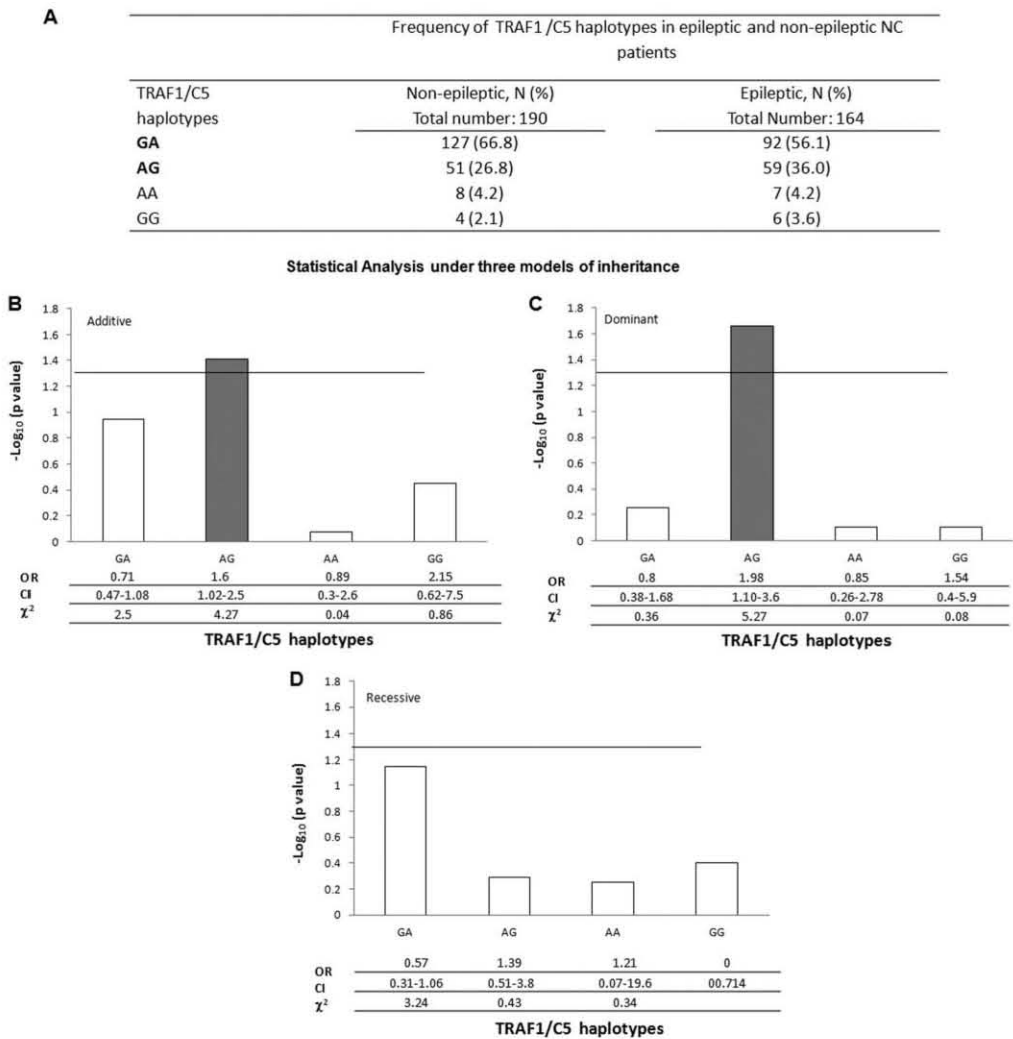 A
Frequency of TRAF1/C5 haplotypes in epileptic and non-epileptic NC
patients
TRAF1/C5 Non-epileptic, N (%) Epileptic, N (%)
haplotypes Total number: 190 Total Number: 164
GA 127 (66.8) 92 (56.1)
AG 51 (26.8) 59 (36.0)
AA 8 (4.2) 7 (4.2)
GG 4 (2.1) 6 (3.6)
Statistical Analysis under three models of inheritance
B
Additive
-Log₁₀ (p value)
1.8
1.6
1.4
1.2
1
0.8
0.6
0.4
0.2
0
GA AG AA GG
OR 0.71 1.6 0.89 2.15
CI 0.47-1.08 1.02-2.5 0.3-2.6 0.62-7.5
χ² 2.5 4.27 0.04 0.86
TRAF1/C5 haplotypes
C
Dominant
-Log₁₀ (p value)
1.8
1.6
1.4
1.2
1
0.8
0.6
0.4
0.2
0
GA AG AA GG
OR 0.8 1.98 0.85 1.54
CI 0.38-1.68 1.10-3.6 0.26-2.78 0.4-5.9
χ² 0.36 5.27 0.07 0.08
TRAF1/C5 haplotypes
D
Recessive
-Log₁₀ (p value)
1.8
1.6
1.4
1.2
1
0.8
0.6
0.4
0.2
0
GA AG AA GG
OR 0.57 1.39 1.21 0
CI 0.31-1.06 0.51-3.8 0.07-19.6 00.714
χ² 3.24 0.43 0.34
TRAF1/C5 haplotypes